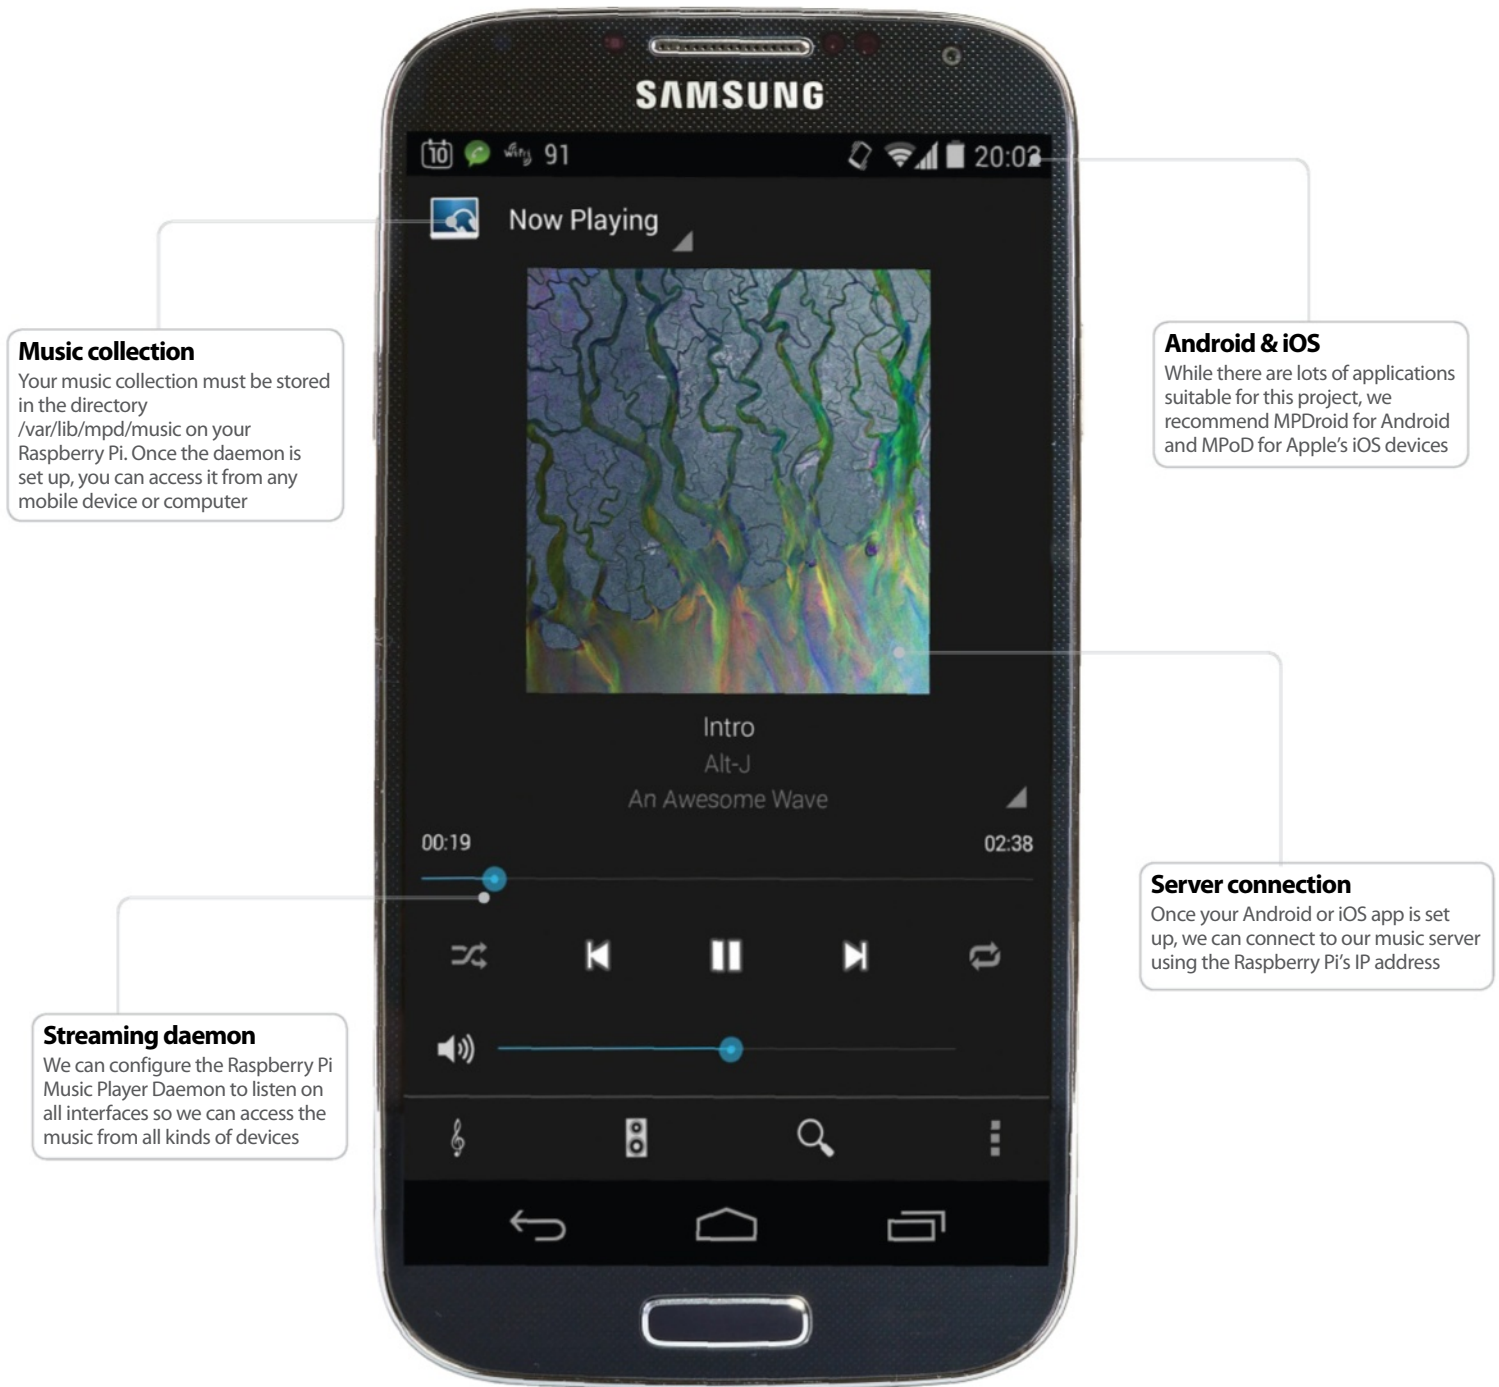 SAMSUNG
10 91 20:02
Now Playing
Music collection
Your music collection must be stored
in the directory
/var/lib/mpd/music on your
Raspberry Pi. Once the daemon is
set up, you can access it from any
mobile device or computer
Android & iOS
While there are lots of applications
suitable for this project, we
recommend MPDroid for Android
and MPoD for Apple’s iOS devices
Intro
Alt-J
An Awesome Wave
00:19 02:38
Server connection
Once your Android or iOS app is set
up, we can connect to our music server
using the Raspberry Pi’s IP address
Streaming daemon
We can configure the Raspberry Pi
Music Player Daemon to listen on
all interfaces so we can access the
music from all kinds of devices